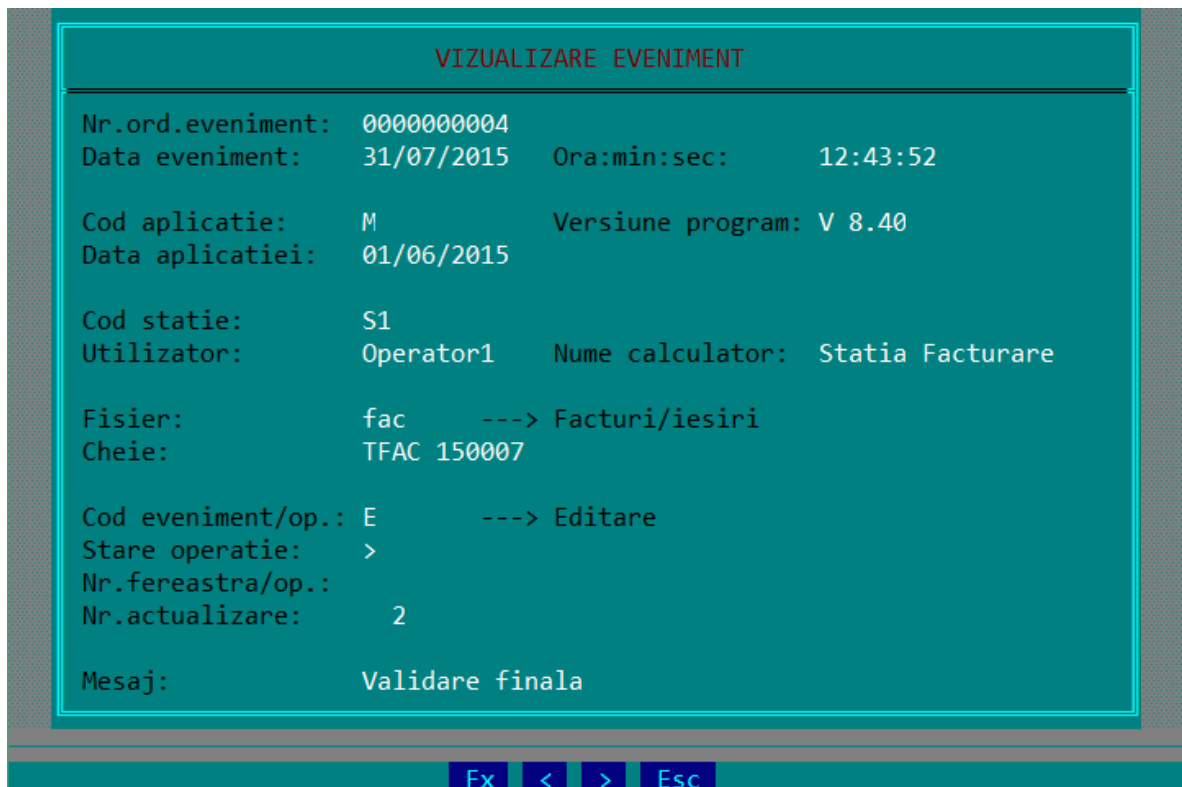 VIZUALIZARE EVENIMENT
Nr.ord.eveniment: 0000000004
Data eveniment: 31/07/2015 Ora:min:sec: 12:43:52
Cod aplicatie: M Versiune program: V 8.40
Data aplicatiei: 01/06/2015
Cod statie: S1
Utilizator: Operator1 Nume calculator: Statia Facturare
Fisier: fac ---> Facturi/iesiri
Cheie: TFAC 150007
Cod eveniment/op.: E ---> Editare
Stare operatie: >
Nr.fereastra/op.:
Nr.actualizare: 2
Mesaj: Validare finala
Fx < > Esc